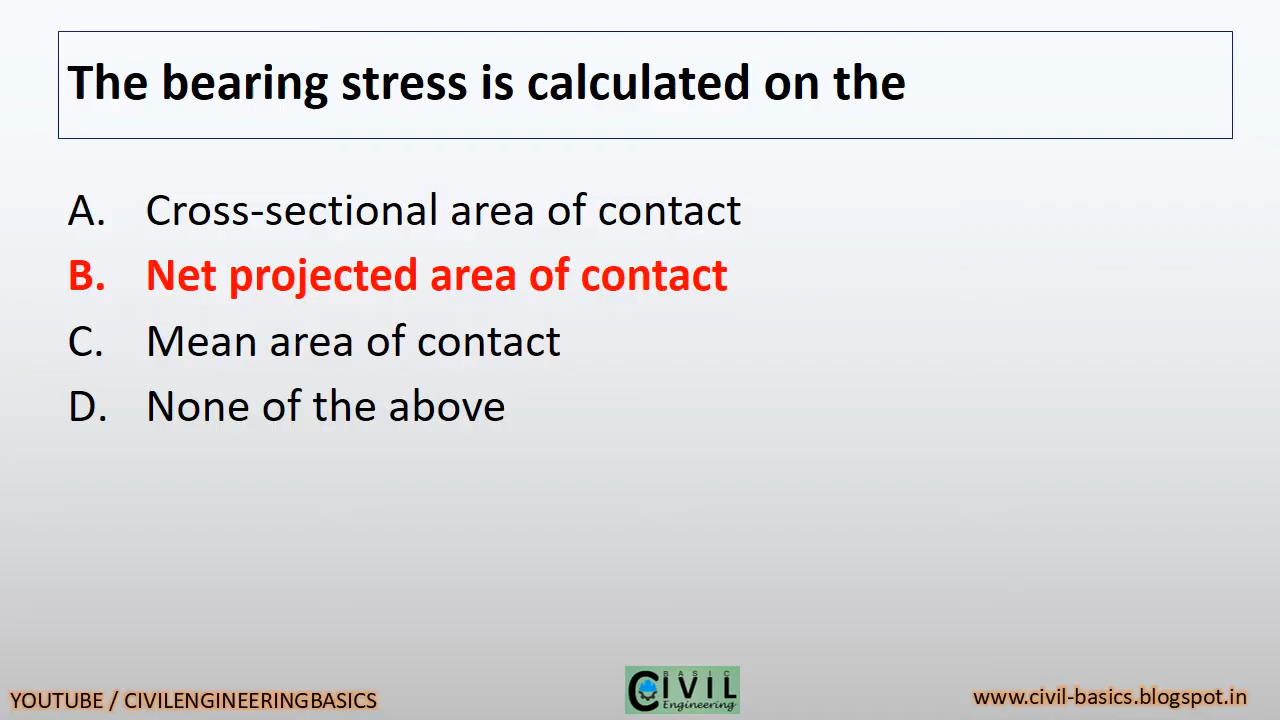 The bearing stress is calculated on the
A. Cross-sectional area of contact
B. Net projected area of contact
C. Mean area of contact
D. None of the above
BASIC
CIVIL
Engineering
YOUTUBE / CIVILENGINEERINGBASICS
www.civil-basics.blogspot.in